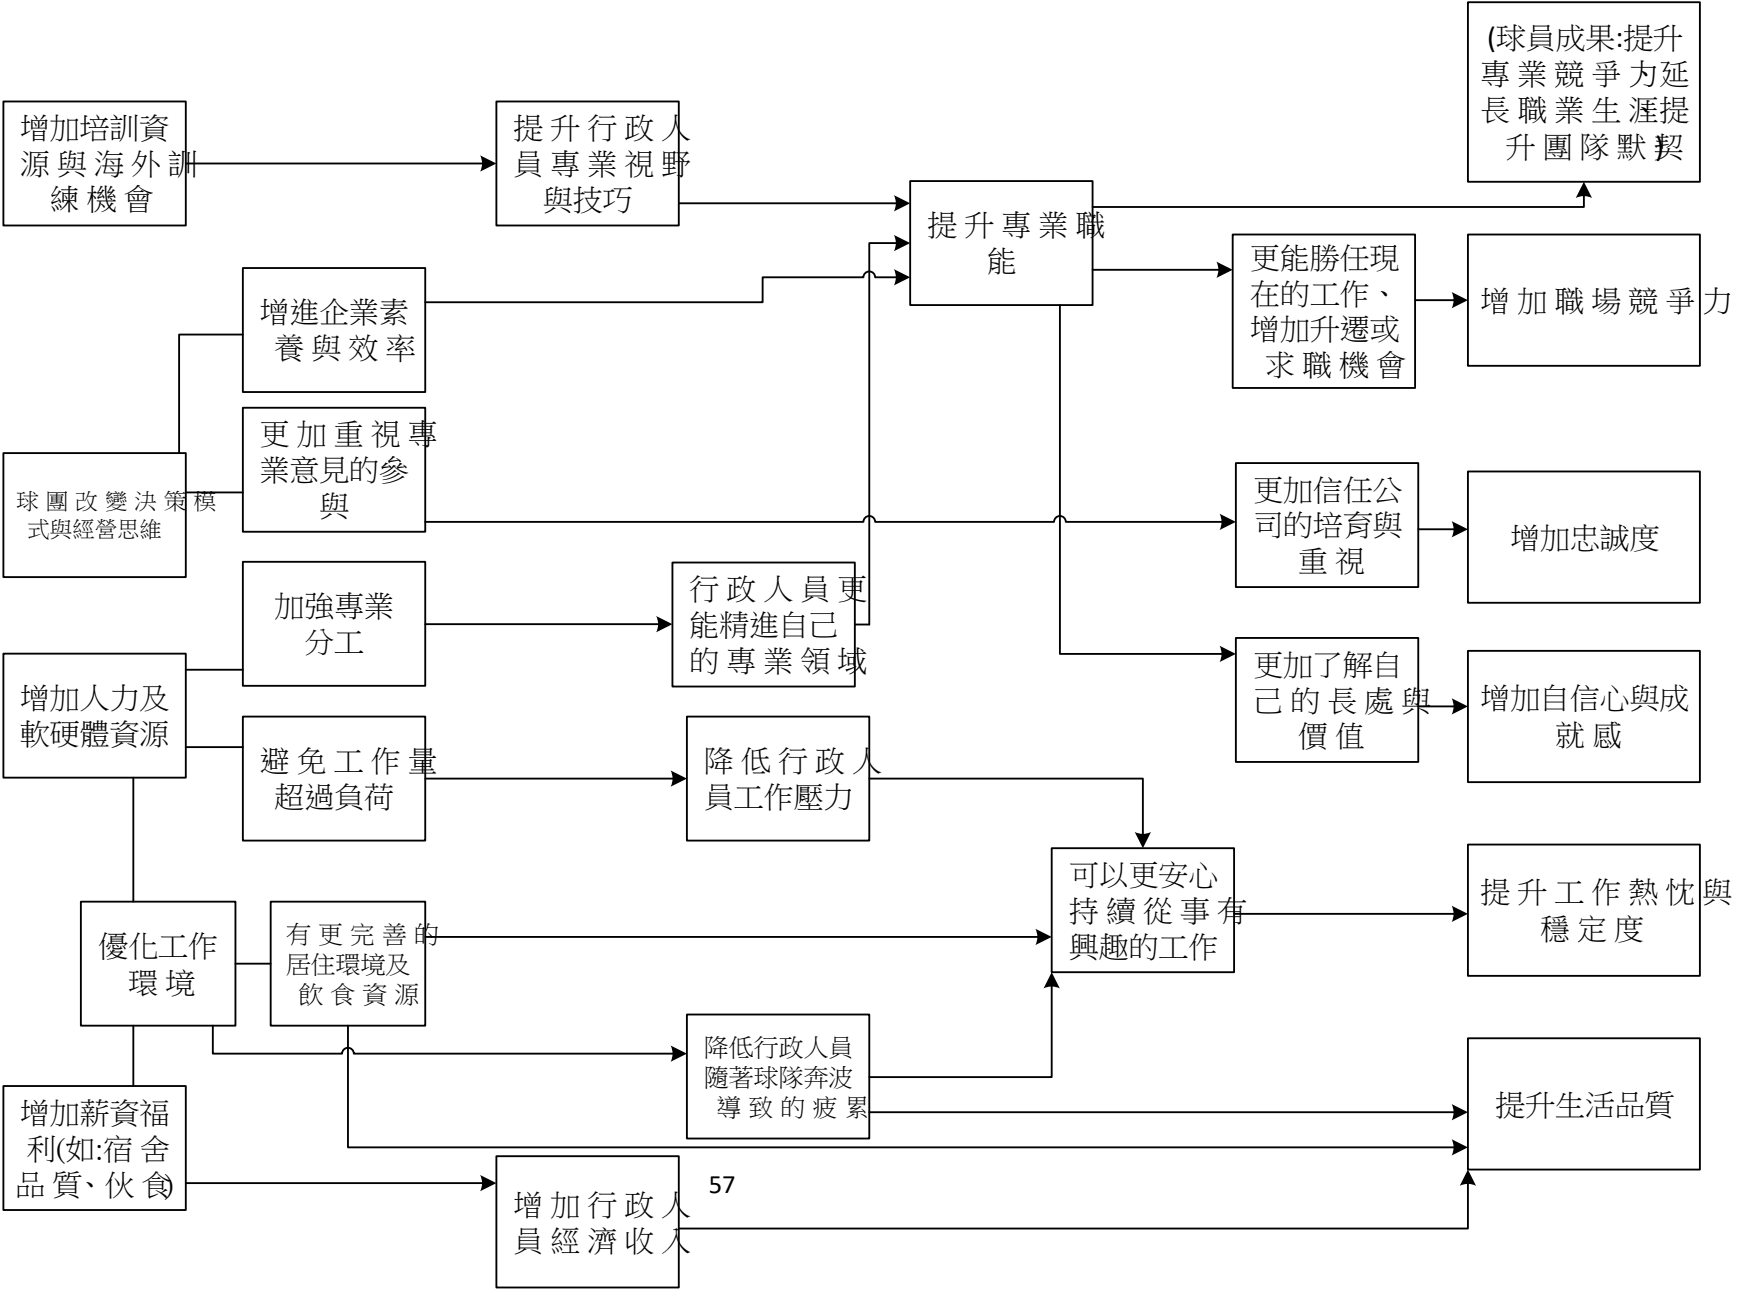 (球員成果:提升
專業競爭力延
長職業生涯提
升團隊默契)
增加培訓資
源與海外訓
練機會
提升行政人
員專業視野
與技巧
提升專業職
能
更能勝任現
在的工作、
增加升遷或
求職機會
增加職場競爭力
增進企業素
養與效率
更加重視專
業意見的參
與
球團改變決策模
式與經營思維
更加信任公
司的培育與
重視
增加忠誠度
加強專業
分工
行政人員更
能精進自己
的專業領域
增加人力及
軟硬體資源
更加了解自
己的長處與
價值
增加自信心與成
就感
避免工作量
超過負荷
降低行政人
員工作壓力
可以更安心
持續從事有
興趣的工作
提升工作熱忱與
穩定度
優化工作
環境
有更完善的
居住環境及
飲食資源
降低行政人員
隨著球隊奔波
導致的疲累
提升生活品質
增加薪資福
利(如:宿舍
品質、伙食)
增加行政人
員經濟收入
57